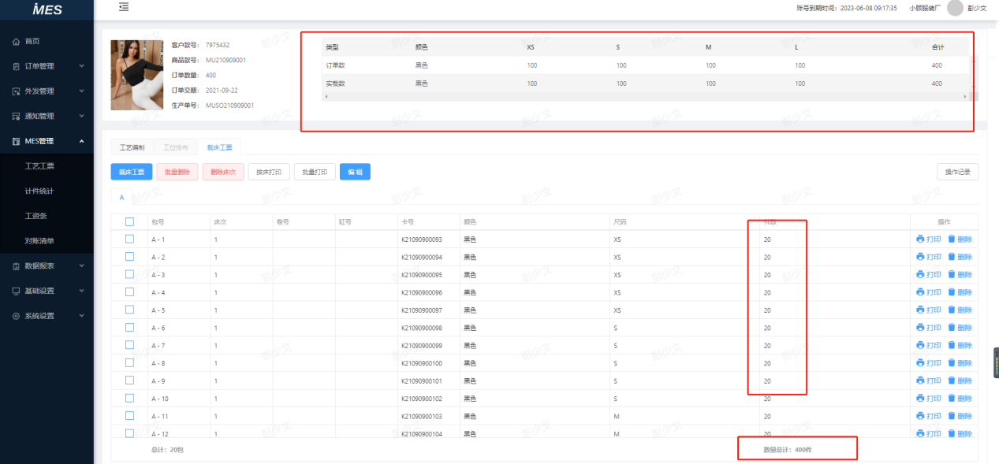 MES
账号到期时间: 2023-06-08 09:17:35 小顾服装厂 彭少文
首页
订单管理
外发管理
通知管理
MES管理
工艺工票
计件统计
工资条
对账清单
数据报表
基础设置
系统设置
客户款号: 7975432
商品款号: MU210909001
订单数量: 400
订单交期: 2021-09-22
生产单号: MUSO210909001
类型 颜色 XS S M L 合计
订单数 黑色 100 100 100 100 400
实裁数 黑色 100 100 100 100 400
工艺编制 工位排布 裁床工票
裁床工票 批量删除 删除床次 按床打印 批量打印 编辑 操作记录
A
包号 床次 卷号 缸号 卡号 颜色 尺码 件数 操作
A - 1 1 K21090900093 黑色 XS 20 打印 删除
A - 2 1 K21090900094 黑色 XS 20 打印 删除
A - 3 1 K21090900095 黑色 XS 20 打印 删除
A - 4 1 K21090900096 黑色 XS 20 打印 删除
A - 5 1 K21090900097 黑色 XS 20 打印 删除
A - 6 1 K21090900098 黑色 S 20 打印 删除
A - 7 1 K21090900099 黑色 S 20 打印 删除
A - 8 1 K21090900100 黑色 S 20 打印 删除
A - 9 1 K21090900101 黑色 S 20 打印 删除
A - 10 1 K21090900102 黑色 S 20 打印 删除
A - 11 1 K21090900103 黑色 M 20 打印 删除
A - 12 1 K21090900104 黑色 M 20 打印 删除
总计: 20包 数量总计: 400件